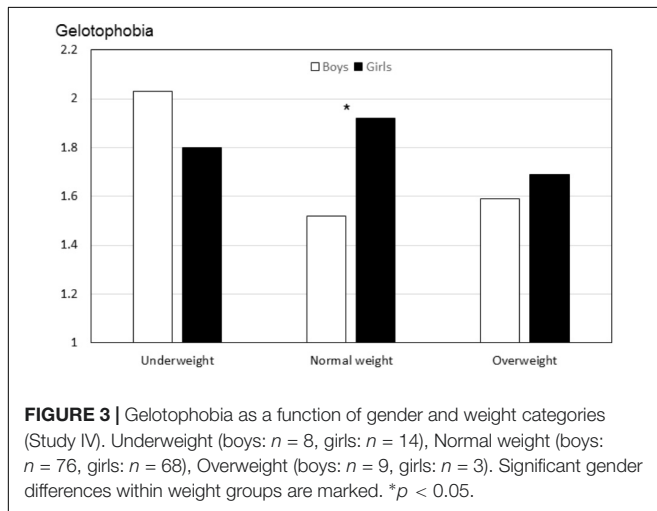 Gelotophobia
2.2
Boys Girls
2
*
1.8
1.6
1.4
1.2
1
Underweight Normal weight Overweight
FIGURE 3 | Gelotophobia as a function of gender and weight categories
(Study IV). Underweight (boys: n = 8, girls: n = 14), Normal weight (boys:
n = 76, girls: n = 68), Overweight (boys: n = 9, girls: n = 3). Significant gender
differences within weight groups are marked. *p < 0.05.